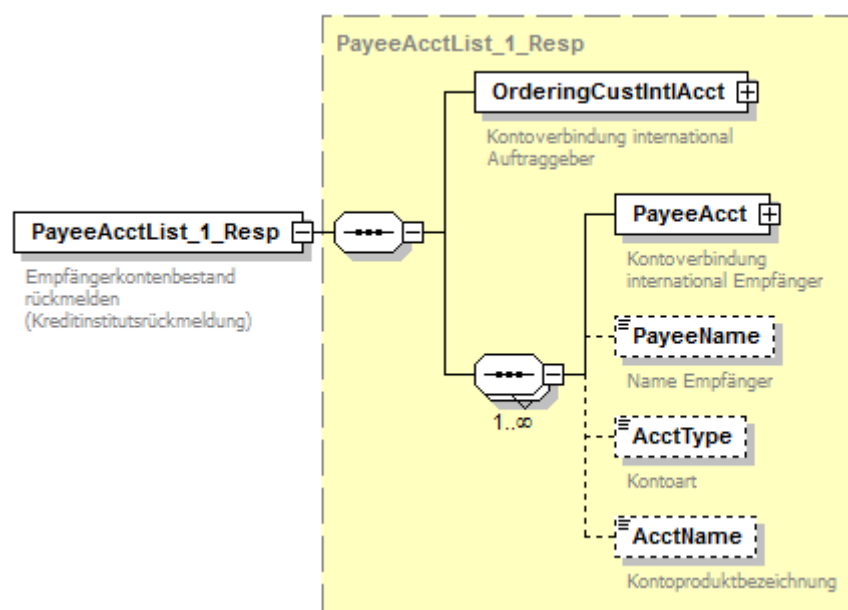 PayeeAcctList_1_Resp
OrderingCustIntlAcct
Kontoverbindung international
Auftraggeber
PayeeAcctList_1_Resp
Empfängerkontenbestand
rückmelden
(Kreditinstitutsrückmeldung)
PayeeAcct
Kontoverbindung
international Empfänger
PayeeName
Name Empfänger
1..∞
AcctType
Kontoart
AcctName
Kontoproduktbezeichnung